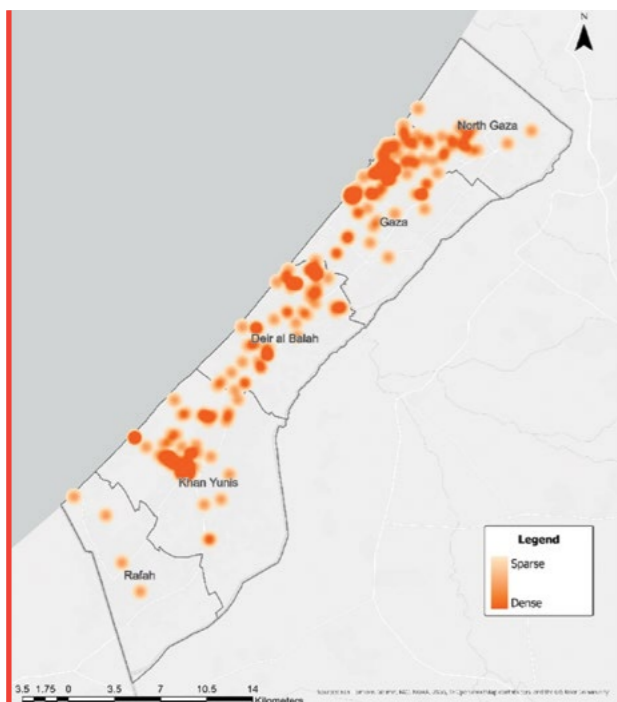 N
North Gaza
Gaza
Deir al Balah
Khan Yunis
Rafah
Legend
Sparse
Dense
3.5 1.75 0 3.5 7 10.5 14
Kilometers